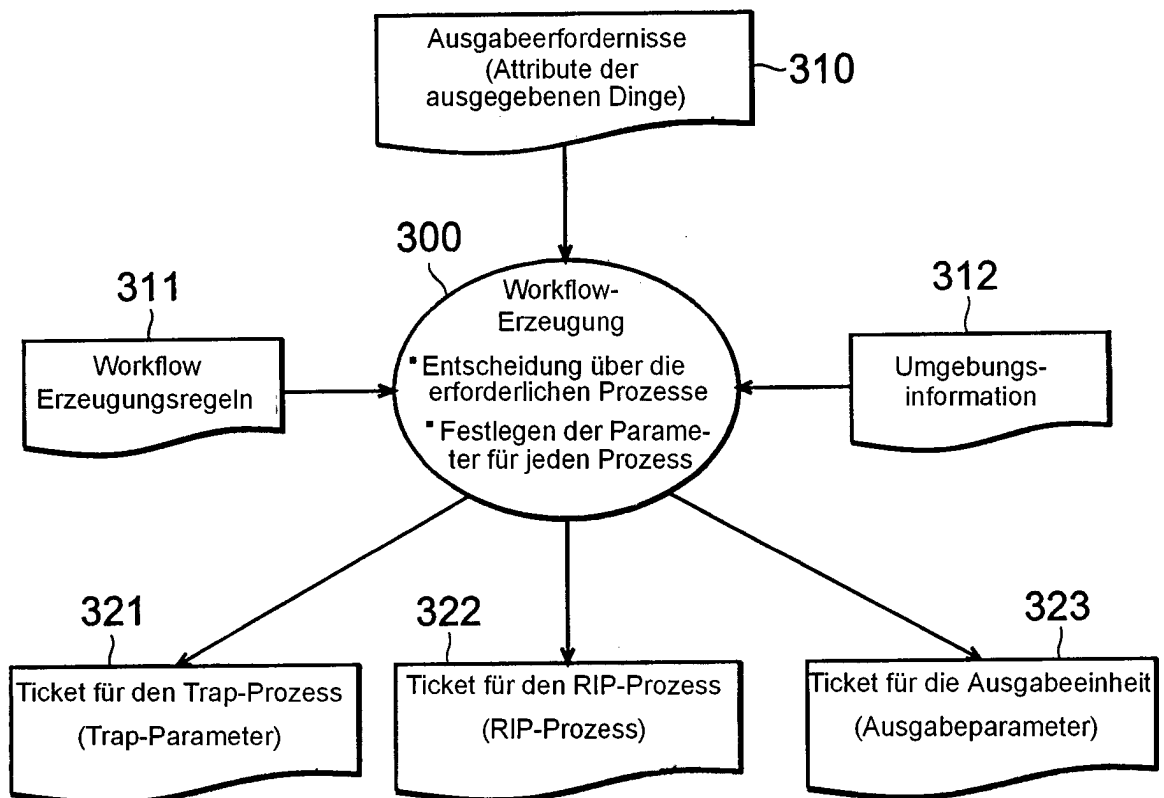 Ausgabeerfordernisse
(Attribute der
ausgegebenen Dinge)
310
300
311
312
Workflow-
Erzeugung
▪ Entscheidung über die
erforderlichen Prozesse
▪ Festlegen der Parame-
ter für jeden Prozess
Workflow
Erzeugungsregeln
Umgebungs-
information
321
322
323
Ticket für den Trap-Prozess
(Trap-Parameter)
Ticket für den RIP-Prozess
(RIP-Prozess)
Ticket für die Ausgabeeinheit
(Ausgabeparameter)